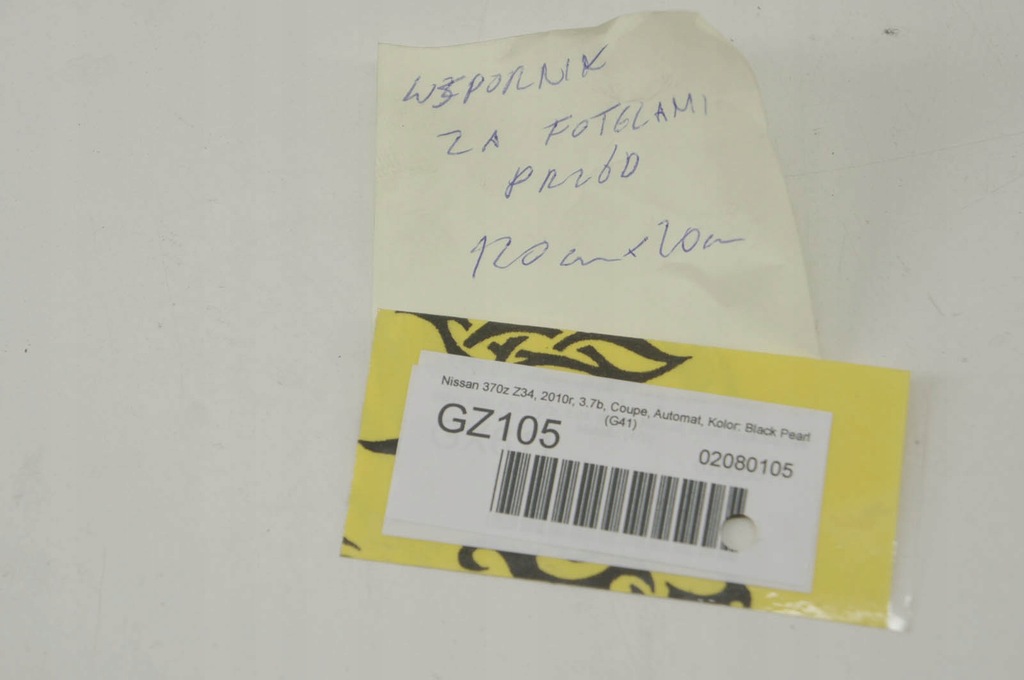 WSPORNIK
ZA FOTELAMI
PRZÓD
120cm x 20cm
Nissan 370z Z34, 2010r, 3.7b, Coupe, Automat, Kolor: Black Pearl
(G41)
GZ105
02080105